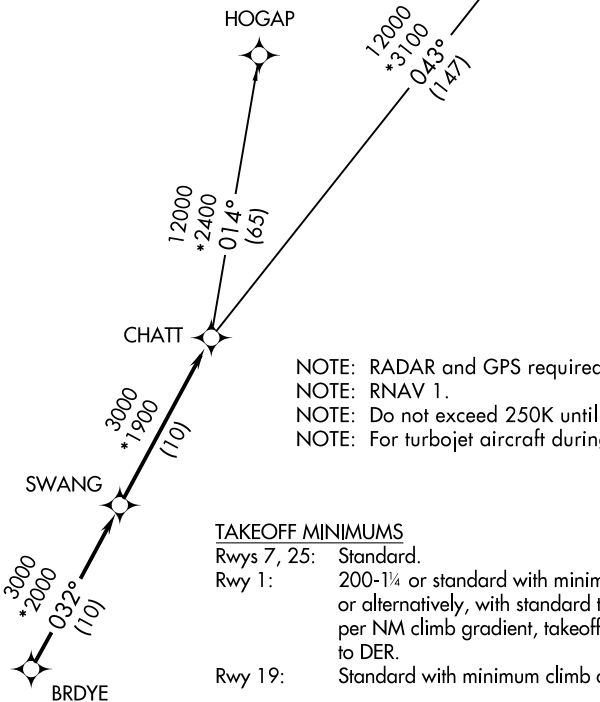 HOGAP
12000
*3100
043°
(147)
12000
*2400
014°
(65)
CHATT
NOTE: RADAR and GPS required
NOTE: RNAV 1.
NOTE: Do not exceed 250K until
NOTE: For turbojet aircraft
3000
*1900
(10)
SWANG
TAKEOFF MINIMUMS
Rwys 7, 25: Standard.
Rwy 1: 200-1¼ or standard with
or alternatively, with standard
per NM climb gradient, takeoff
to DER.
Rwy 19: Standard with minimum climb
3000
*2000
032°
(10)
BRDYE